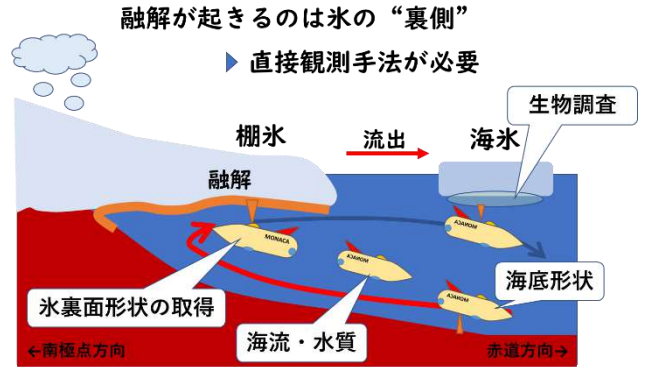 融解が起きるのは氷の“裏側”
直接観測手法が必要
生物調査
棚氷
流出
海氷
融解
MONACA
MONACA
MONACA
MONACA
海底形状
氷裏面形状の取得
海流・水質
←南極点方向
赤道方向→